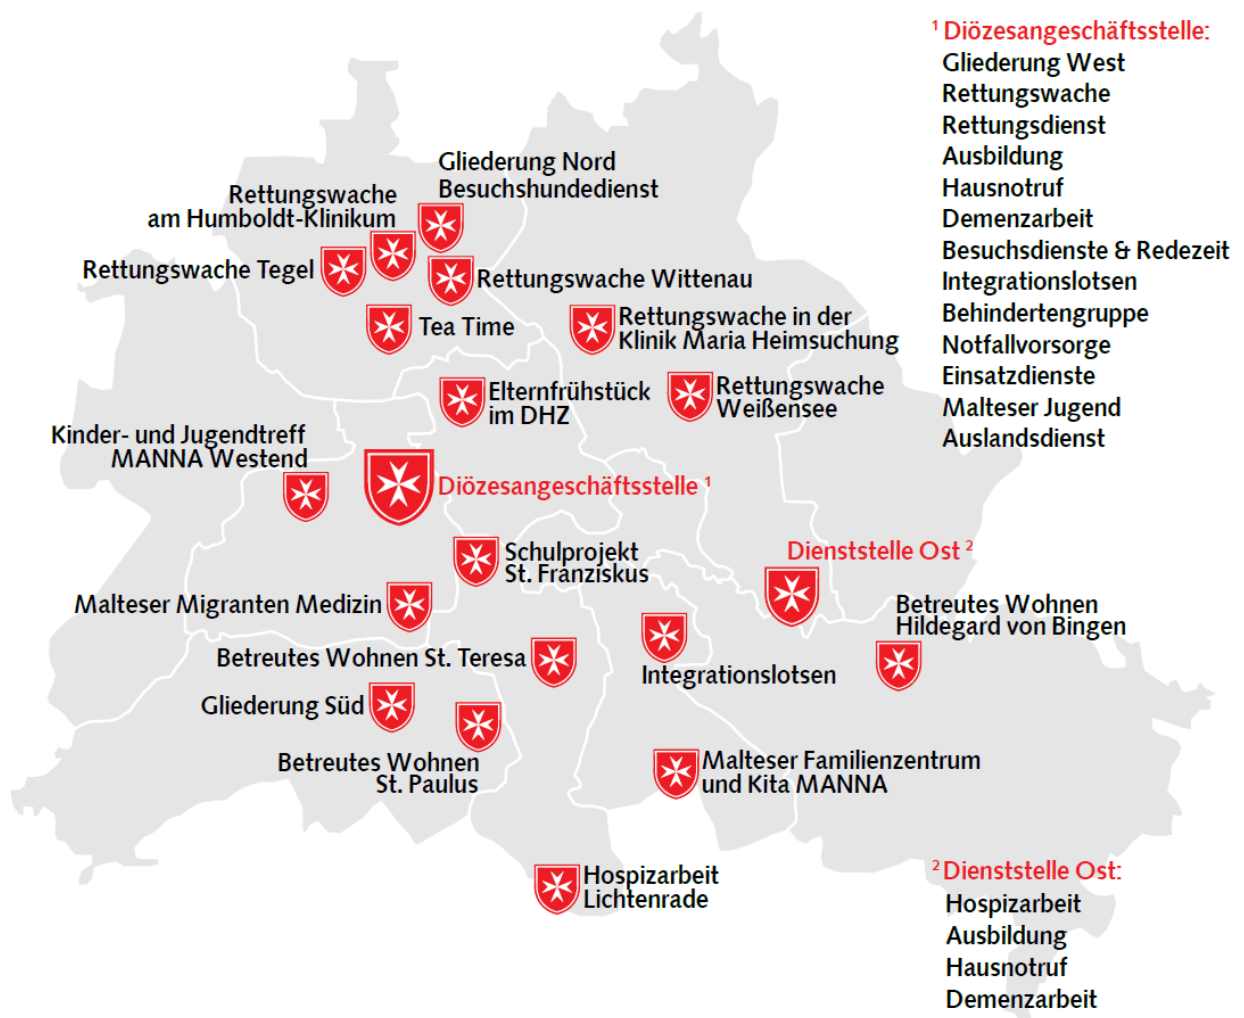 ¹ Diözesangeschäftsstelle:
Gliederung West
Rettungswache
Rettungsdienst
Ausbildung
Hausnotruf
Demenzarbeit
Besuchsdienste & Redezeit
Integrationslotsen
Behindertengruppe
Notfallvorsorge
Einsatzdienste
Malteser Jugend
Auslandsdienst
Gliederung Nord
Besuchshundedienst
Rettungswache
am Humboldt-Klinikum
Rettungswache Tegel
Rettungswache Wittenau
Tea Time
Rettungswache in der
Klinik Maria Heimsuchung
Elternfrühstück
im DHZ
Rettungswache
Weißensee
Kinder- und Jugendtreff
MANNA Westend
Diözesangeschäftsstelle ¹
Schulprojekt
St. Franziskus
Dienststelle Ost ²
Malteser Migranten Medizin
Betreutes Wohnen
Hildegard von Bingen
Betreutes Wohnen St. Teresa
Integrationslotsen
Gliederung Süd
Betreutes Wohnen
St. Paulus
Malteser Familienzentrum
und Kita MANNA
Hospizarbeit
Lichtenrade
² Dienststelle Ost:
Hospizarbeit
Ausbildung
Hausnotruf
Demenzarbeit